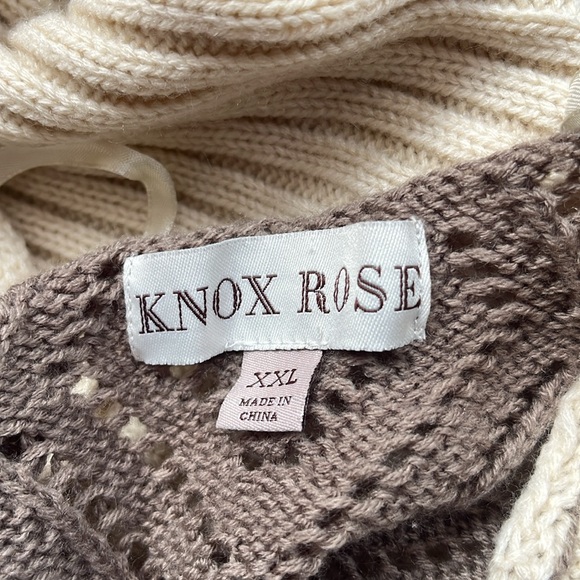 KNOX ROSE
XXL
MADE IN
CHINA